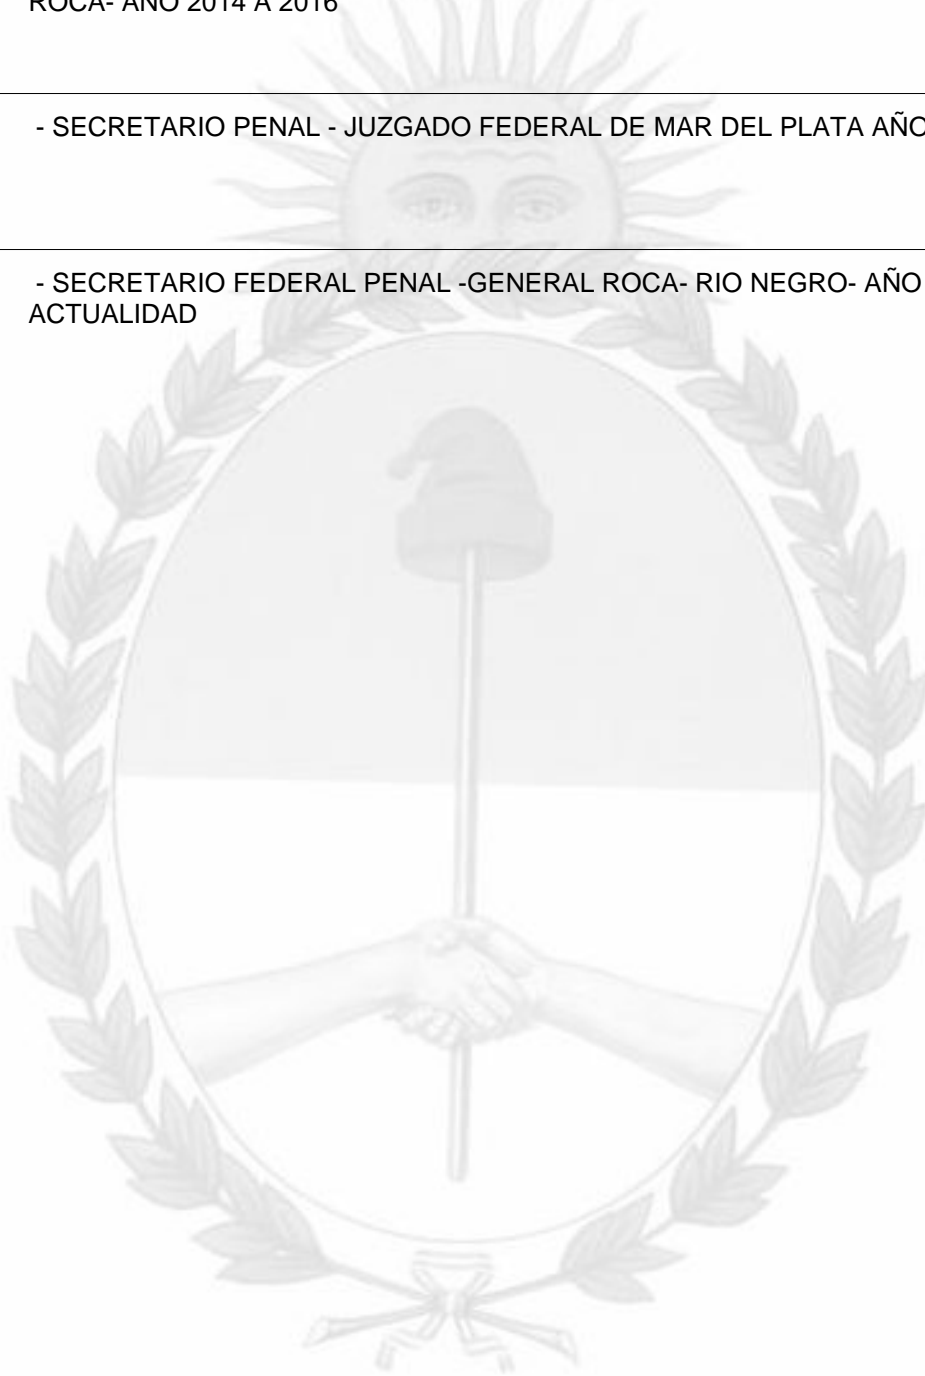 ROCA- AÑO 2014 A 2016
- SECRETARIO PENAL - JUZGADO FEDERAL DE MAR DEL PLATA AÑO
- SECRETARIO FEDERAL PENAL -GENERAL ROCA- RIO NEGRO- AÑO
ACTUALIDAD